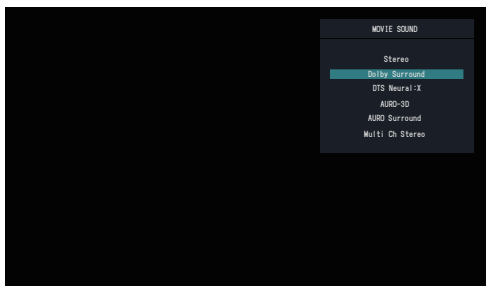 MOVIE SOUND
Stereo
Dolby Surround
DTS Neural:X
AURO-3D
AURO Surround
Multi Ch Stereo